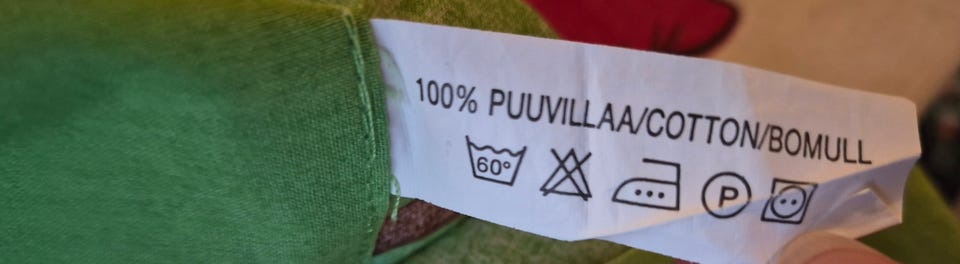 100% PUUVILLAA/COTTON/BOMULL
60° P